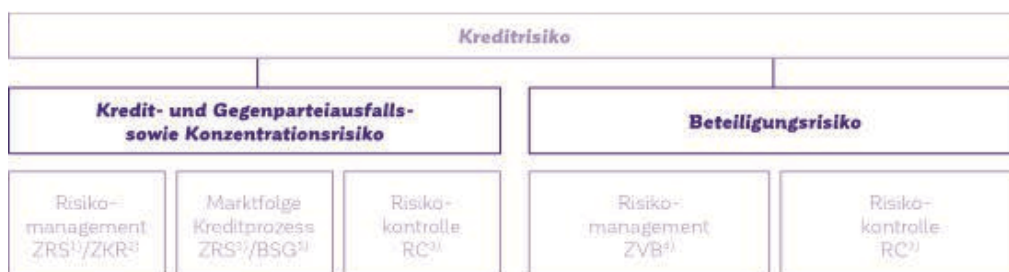 Kreditrisiko
Kredit- und Gegenparteiausfalls-
sowie Konzentrationsrisiko
Beteiligungsrisiko
Risiko-
management
ZRS¹⁾/ZKR²⁾
Marktfolge
Kreditprozess
ZRS¹⁾/BSG⁵⁾
Risiko-
kontrolle
RC³⁾
Risiko-
management
ZVB⁴⁾
Risiko-
kontrolle
RC³⁾